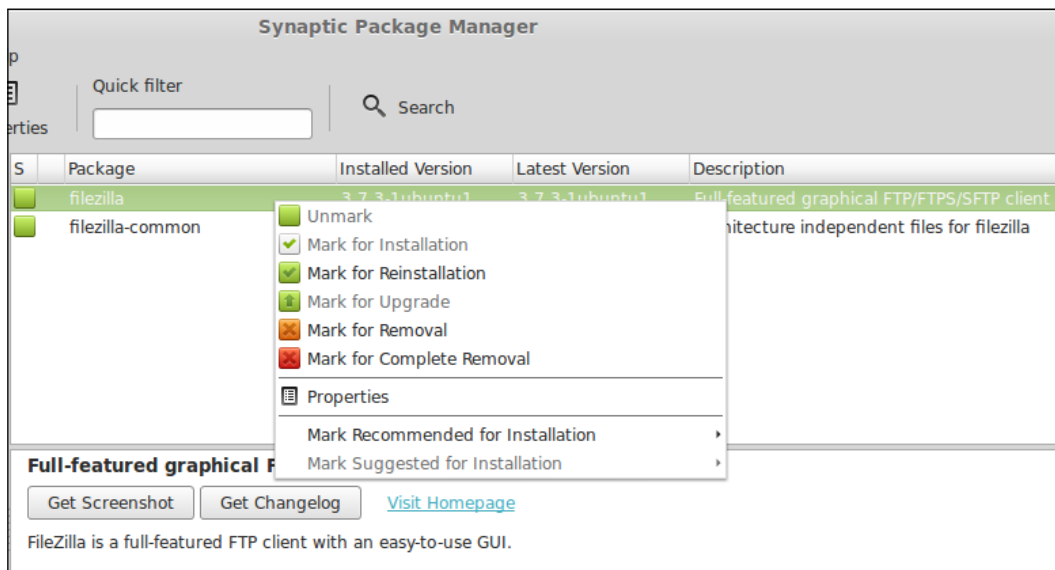 Synaptic Package Manager
p
Quick filter
Search
erties
S Package Installed Version Latest Version Description
filezilla 3.7.3-1ubuntu1 3.7.3-1ubuntu1 Full-featured graphical FTP/FTPS/SFTP client
filezilla-common hitecture independent files for filezilla
Unmark
Mark for Installation
Mark for Reinstallation
Mark for Upgrade
Mark for Removal
Mark for Complete Removal
Properties
Mark Recommended for Installation
Mark Suggested for Installation
Full-featured graphical F
Get Screenshot Get Changelog Visit Homepage
FileZilla is a full-featured FTP client with an easy-to-use GUI.